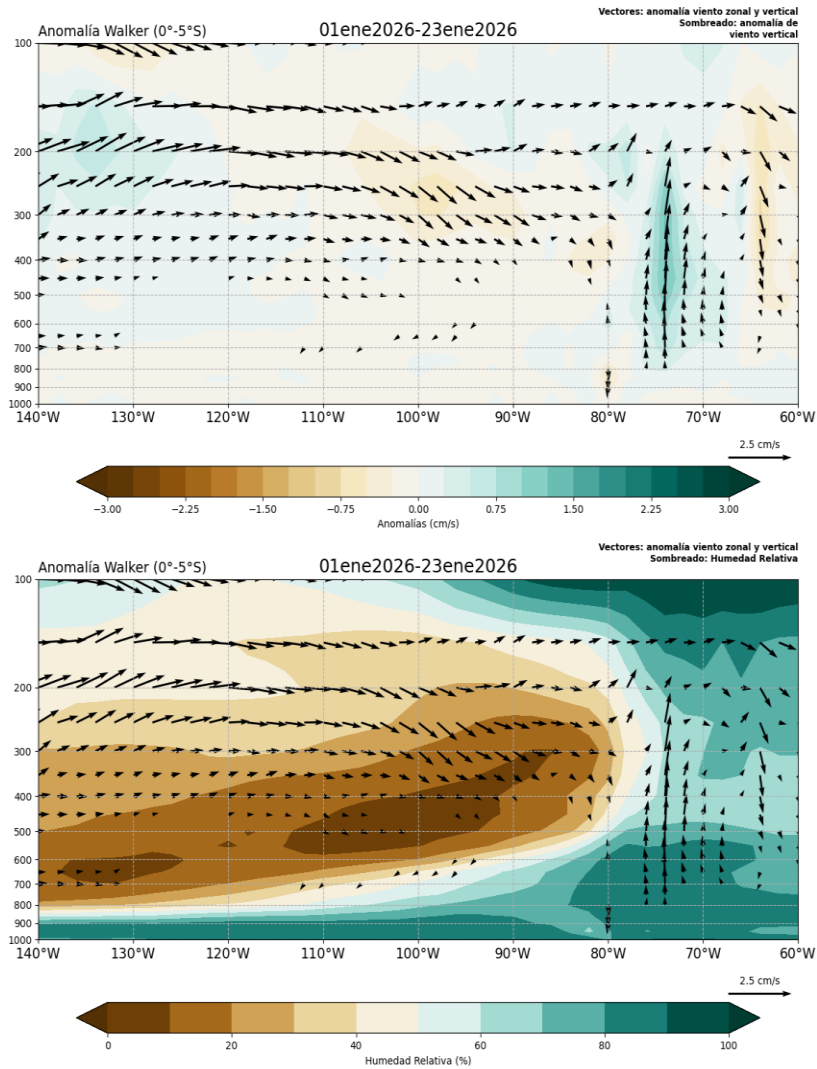 Vectores: anomalía viento zonal y vertical
Sombreado: anomalía de
viento vertical
Anomalía Walker (0°-5°S)
01ene2026-23ene2026
100
200
300
400
500
600
700
800
900
1000
140°W 130°W 120°W 110°W 100°W 90°W 80°W 70°W 60°W
2.5 cm/s
−3.00 −2.25 −1.50 −0.75 0.00 0.75 1.50 2.25 3.00
Anomalías (cm/s)
Vectores: anomalía viento zonal y vertical
Sombreado: Humedad Relativa
Anomalía Walker (0°-5°S)
01ene2026-23ene2026
100
200
300
400
500
600
700
800
900
1000
140°W 130°W 120°W 110°W 100°W 90°W 80°W 70°W 60°W
2.5 cm/s
0 20 40 60 80 100
Humedad Relativa (%)